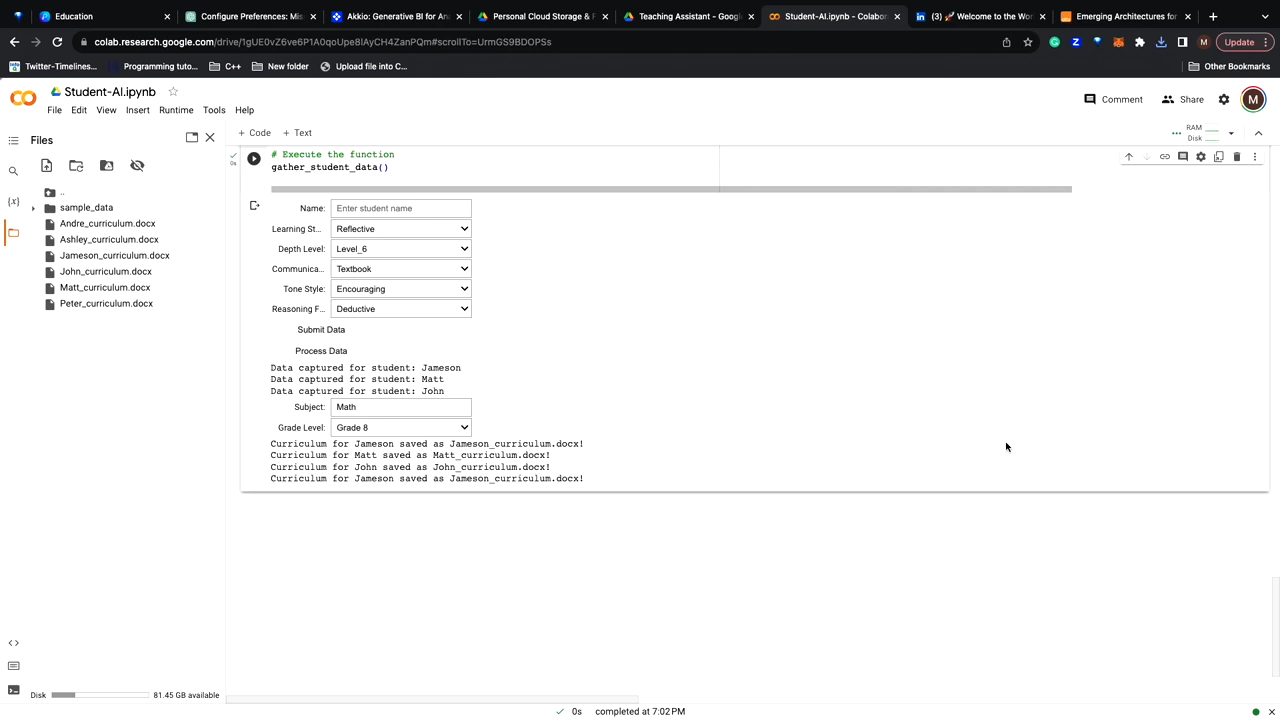 Education
Configure Preferences: Mis
Akkio: Generative BI for An
Personal Cloud Storage & F
Teaching Assistant - Google
Student-AI.ipynb - Colabor
(3) 🚀 Welcome to the Wor
Emerging Architectures for
colab.research.google.com/drive/1gUE0vZ6ve6P1A0qoUpe8IAyCH4ZanPQm#scrollTo=UrmGS9BDOPSs
M
Update
Twitter-Timelines...
Programming tuto...
C++
New folder
Upload file into C...
Other Bookmarks
Student-AI.ipynb
File Edit View Insert Runtime Tools Help
Comment
Share
M
Files
+ Code + Text
RAM
Disk
..
sample_data
Andre_curriculum.docx
Ashley_curriculum.docx
Jameson_curriculum.docx
John_curriculum.docx
Matt_curriculum.docx
Peter_curriculum.docx
0s
# Execute the function
gather_student_data()
Name: Enter student name
Learning St... Reflective
Depth Level: Level_6
Communica... Textbook
Tone Style: Encouraging
Reasoning F... Deductive
Submit Data
Process Data
Data captured for student: Jameson
Data captured for student: Matt
Data captured for student: John
Subject: Math
Grade Level: Grade 8
Curriculum for Jameson saved as Jameson_curriculum.docx!
Curriculum for Matt saved as Matt_curriculum.docx!
Curriculum for John saved as John_curriculum.docx!
Curriculum for Jameson saved as Jameson_curriculum.docx!
Disk 81.45 GB available
0s completed at 7:02 PM